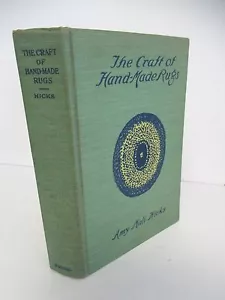 THE CRAFT
OF
HAND-MADE
RUGS
HICKS
The Craft of
Hand-Made Rugs
Amy Mali Hicks